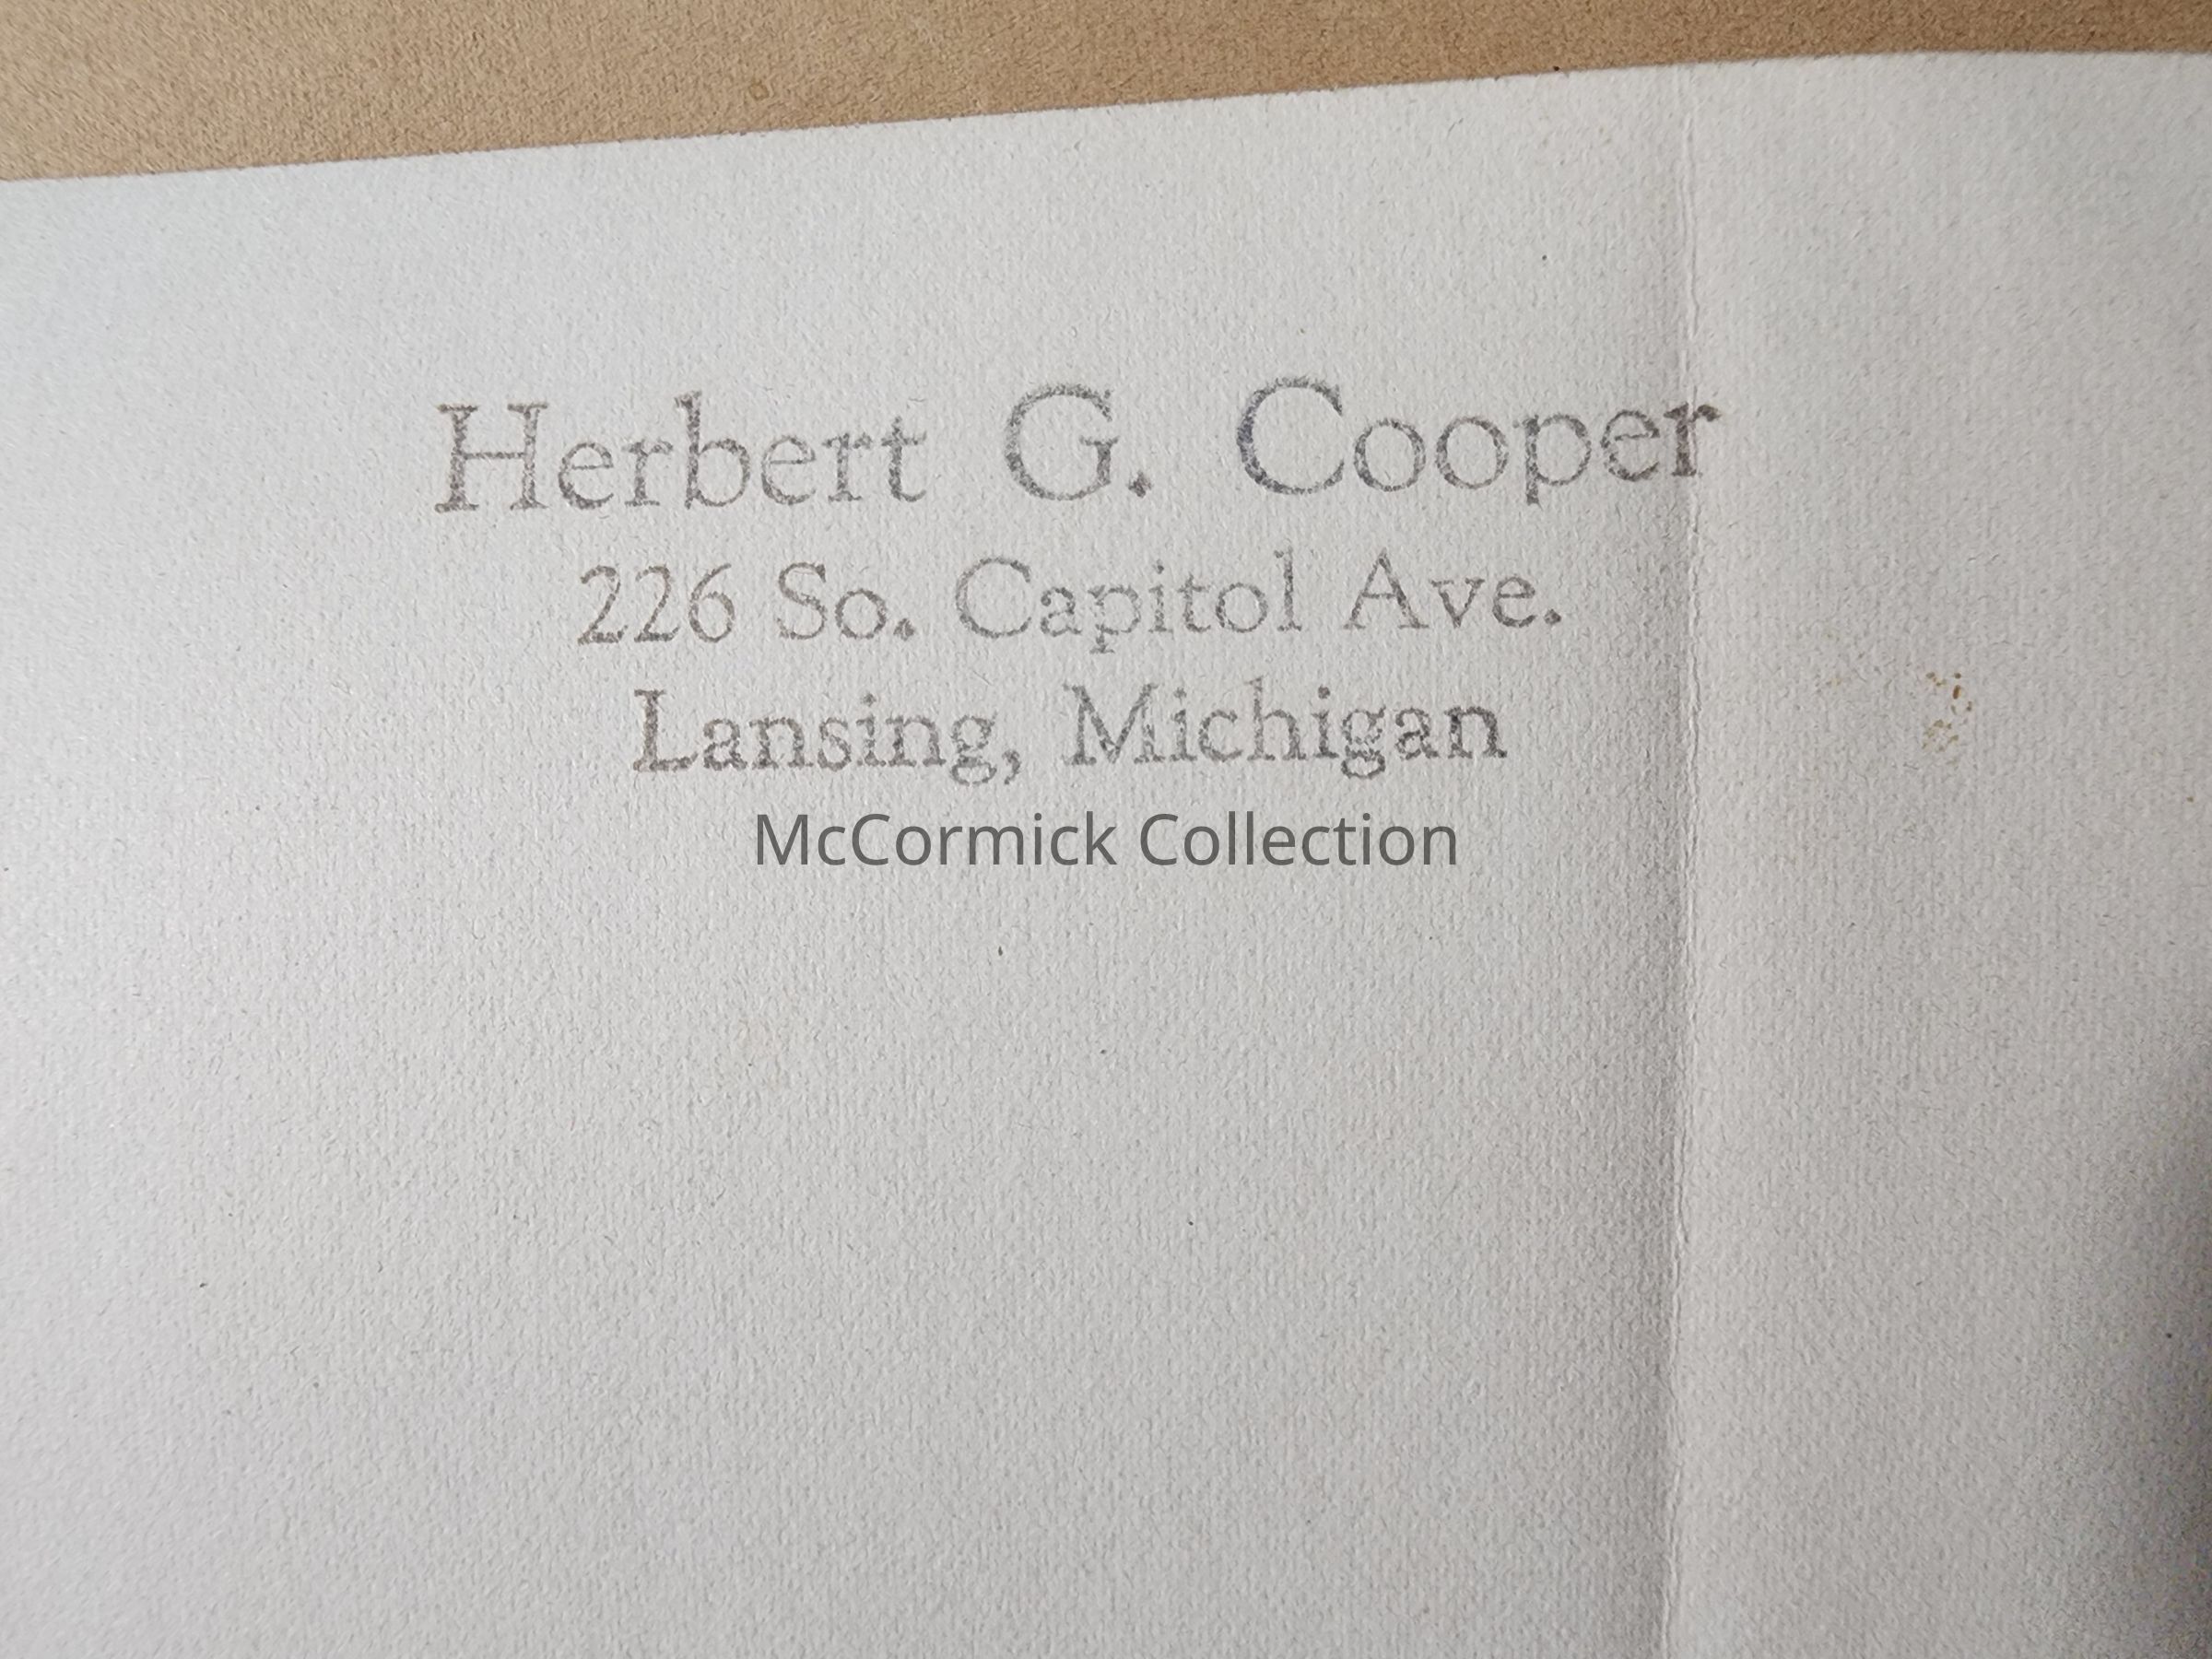 Herbert G. Cooper
226 So. Capitol Ave.
Lansing, Michigan
McCormick Collection